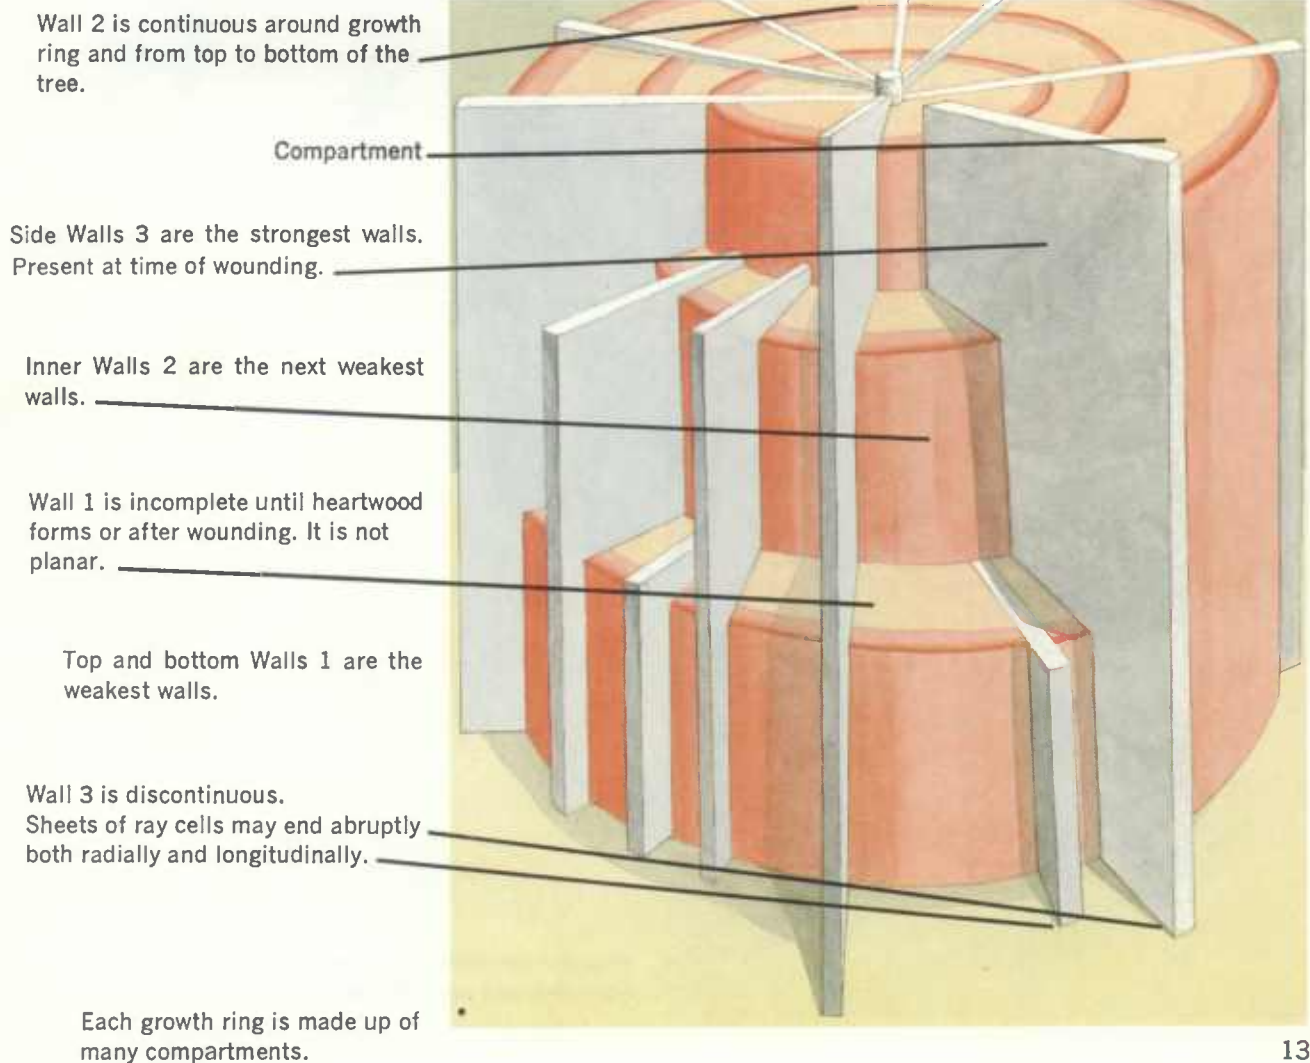 Wall 2 is continuous around growth
ring and from top to bottom of the
tree.
Compartment
Side Walls 3 are the strongest walls.
Present at time of wounding.
Inner Walls 2 are the next weakest
walls.
Wall 1 is incomplete until heartwood
forms or after wounding. It is not
planar.
Top and bottom Walls 1 are the
weakest walls.
Wall 3 is discontinuous.
Sheets of ray cells may end abruptly
both radially and longitudinally.
Each growth ring is made up of
many compartments.
13